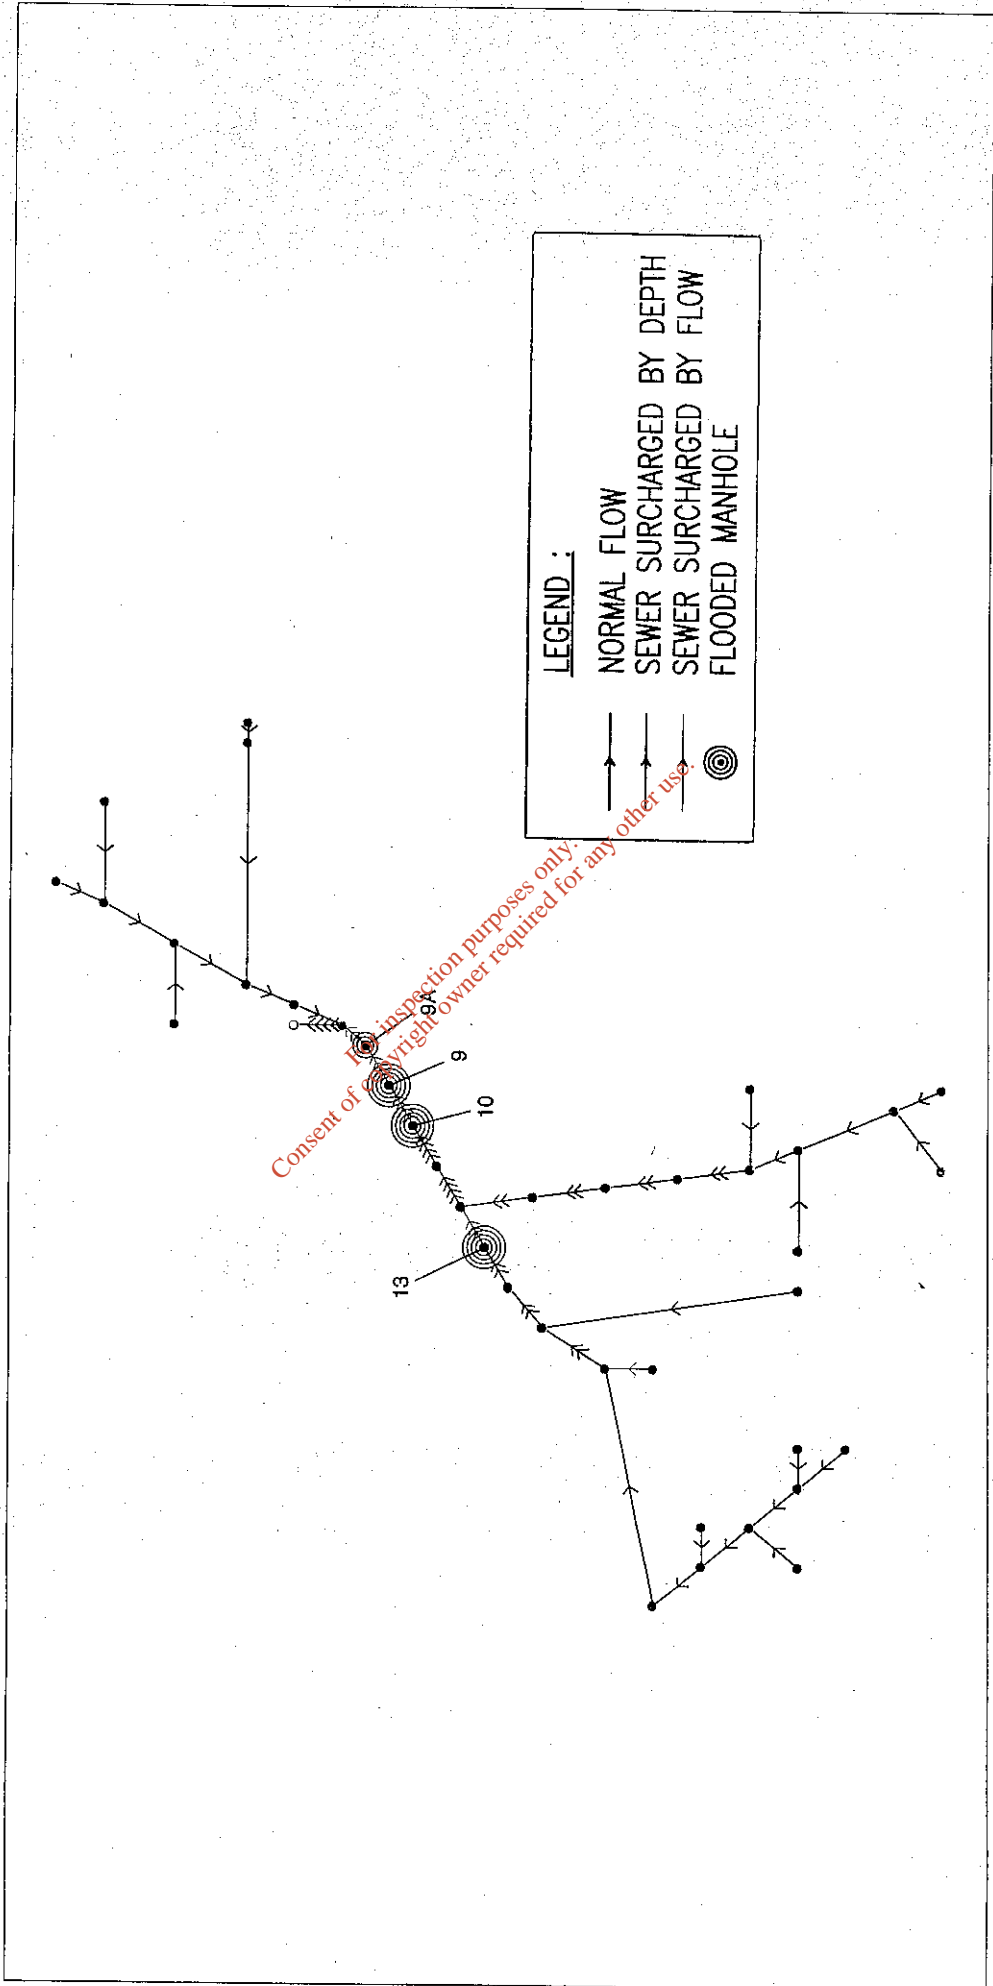 LEGEND :
NORMAL FLOW
SEWER SURCHARGED BY DEPTH
SEWER SURCHARGED BY FLOW
FLOODED MANHOLE
9A
9
10
13
For inspection purposes only.
Consent of copyright owner required for any other use.